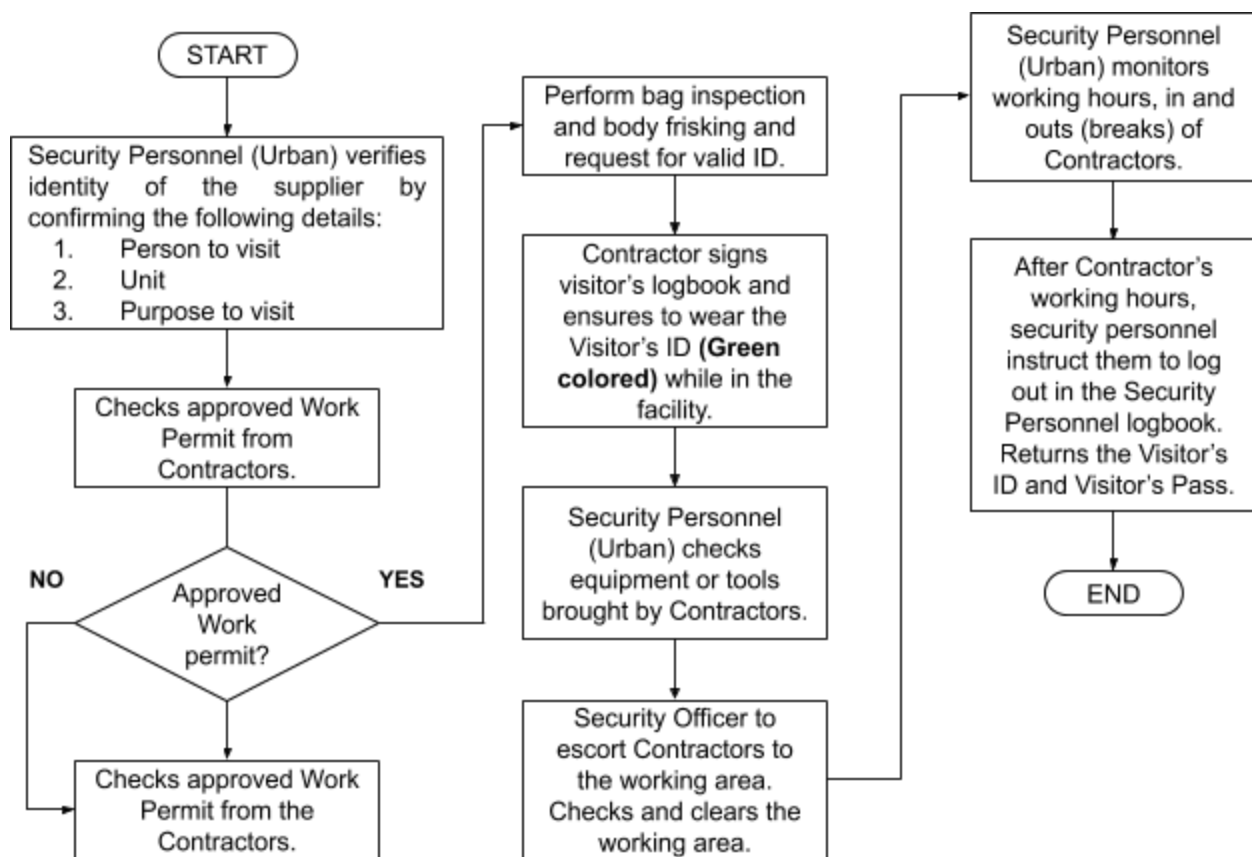 START
Security Personnel (Urban) verifies
identity of the supplier by
confirming the following details:
1. Person to visit
2. Unit
3. Purpose to visit
Checks approved Work
Permit from
Contractors.
NO
YES
Approved
Work
permit?
Checks approved Work
Permit from the
Contractors.
Perform bag inspection
and body frisking and
request for valid ID.
Contractor signs
visitor’s logbook and
ensures to wear the
Visitor’s ID (Green
colored) while in the
facility.
Security Personnel
(Urban) checks
equipment or tools
brought by Contractors.
Security Officer to
escort Contractors to
the working area.
Checks and clears the
working area.
Security Personnel
(Urban) monitors
working hours, in and
outs (breaks) of
Contractors.
After Contractor’s
working hours,
security personnel
instruct them to log
out in the Security
Personnel logbook.
Returns the Visitor’s
ID and Visitor’s Pass.
END